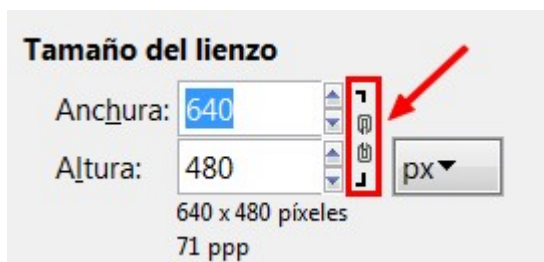 Tamaño del lienzo
Anchura: 640
Altura: 480 px
640 x 480 píxeles
71 ppp